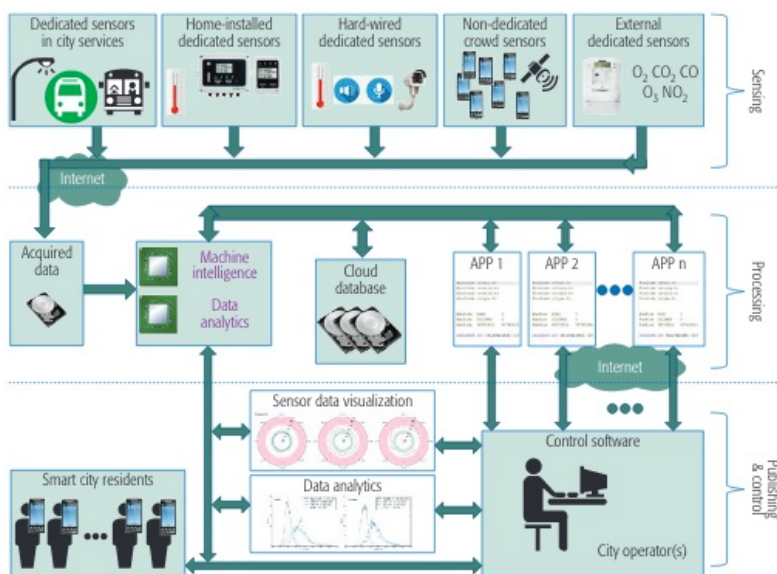 Dedicated sensors
in city services
Home-installed
dedicated sensors
Hard-wired
dedicated sensors
Non-dedicated
crowd sensors
External
dedicated sensors
O2 CO2 CO
O3 NO2
Sensing
Internet
Acquired
data
Machine
intelligence
Data
analytics
Cloud
database
APP 1
APP 2
APP n
Processing
Internet
Sensor data visualization
Data analytics
Control software
City operator(s)
Smart city residents
Publishing
& control